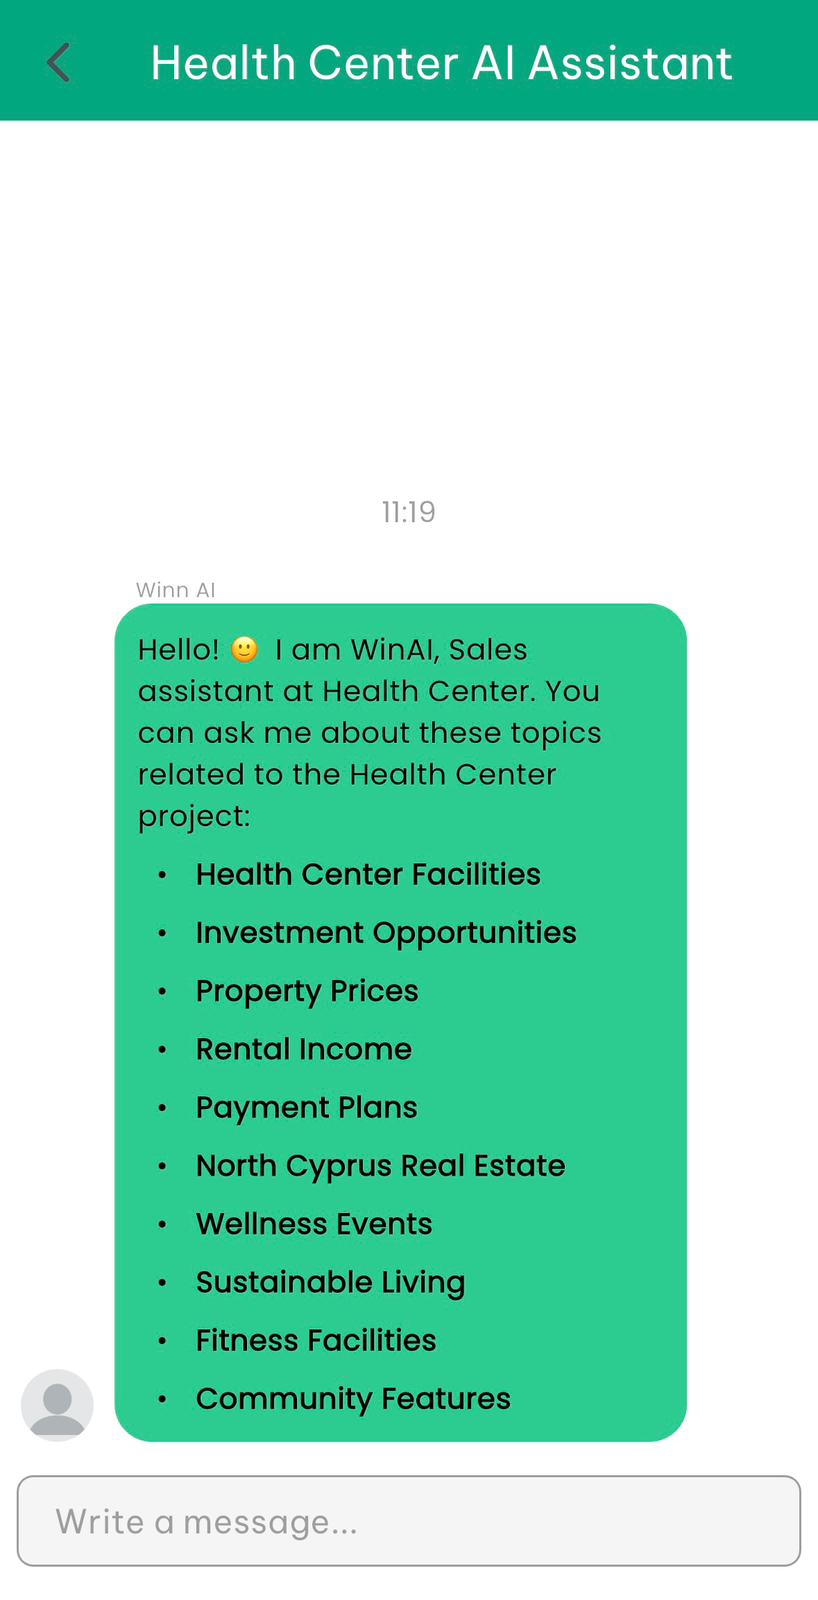 Health Center AI Assistant
11:19
Winn AI
Hello! 🙂 I am WinAI, Sales
assistant at Health Center. You
can ask me about these topics
related to the Health Center
project:
• Health Center Facilities
• Investment Opportunities
• Property Prices
• Rental Income
• Payment Plans
• North Cyprus Real Estate
• Wellness Events
• Sustainable Living
• Fitness Facilities
• Community Features
Write a message...